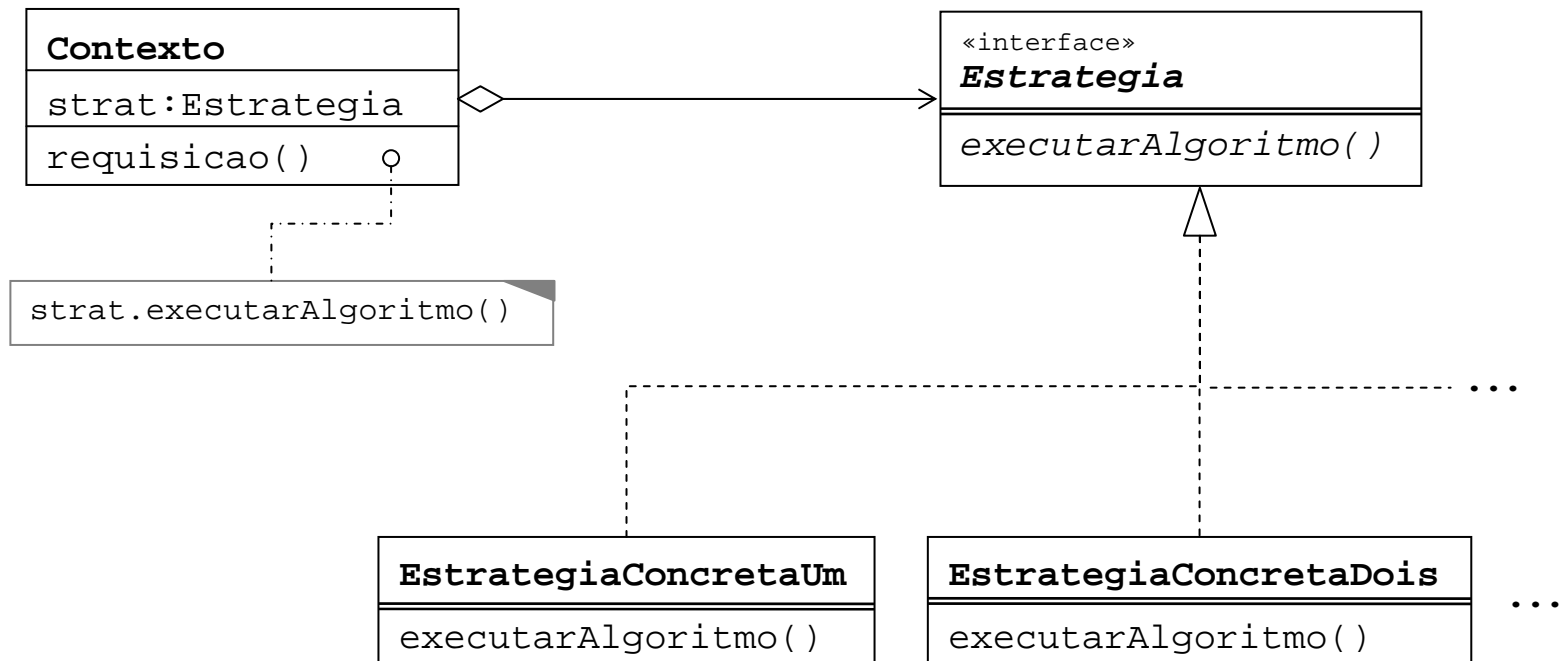 Contexto
strat:Estrategia
requisicao()
strat.executarAlgoritmo()
«interface»
Estrategia
executarAlgoritmo()
...
EstrategiaConcretaUm
executarAlgoritmo()
EstrategiaConcretaDois
executarAlgoritmo()
...